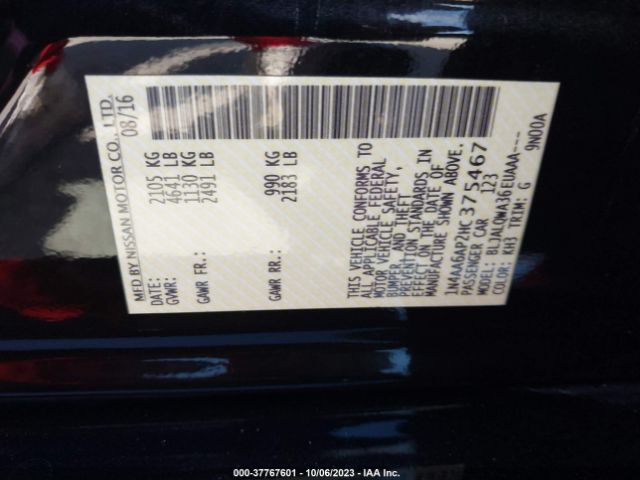 MFD BY NISSAN MOTOR CO., LTD.
DATE: 08/16
GVWR: 2105 KG
4641 LB
GAWR FR.: 1130 KG
2491 LB
GAWR RR.: 990 KG
2183 LB
THIS VEHICLE CONFORMS TO
ALL APPLICABLE FEDERAL
MOTOR VEHICLE SAFETY,
BUMPER, AND THEFT
PREVENTION STANDARDS IN
EFFECT ON THE DATE OF
MANUFACTURE SHOWN ABOVE.
1N4AA6AP2HC375467
PASSENGER CAR 123
MODEL: BLJALQWA36EUAAA---
COLOR: KH3 TRIM: G 9N00A
000-37767601 - 10/06/2023 - IAA